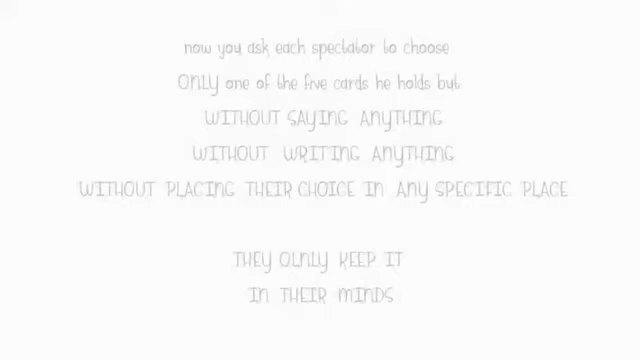 now you ask each spectator to choose
ONLY one of the five cards he holds but
WITHOUT SAYING ANYTHING
WITHOUT WRITING ANYTHING
WITHOUT PLACING THEIR CHOICE IN ANY SPECIFIC PLACE
THEY OLNLY KEEP IT
IN THEIR MINDS